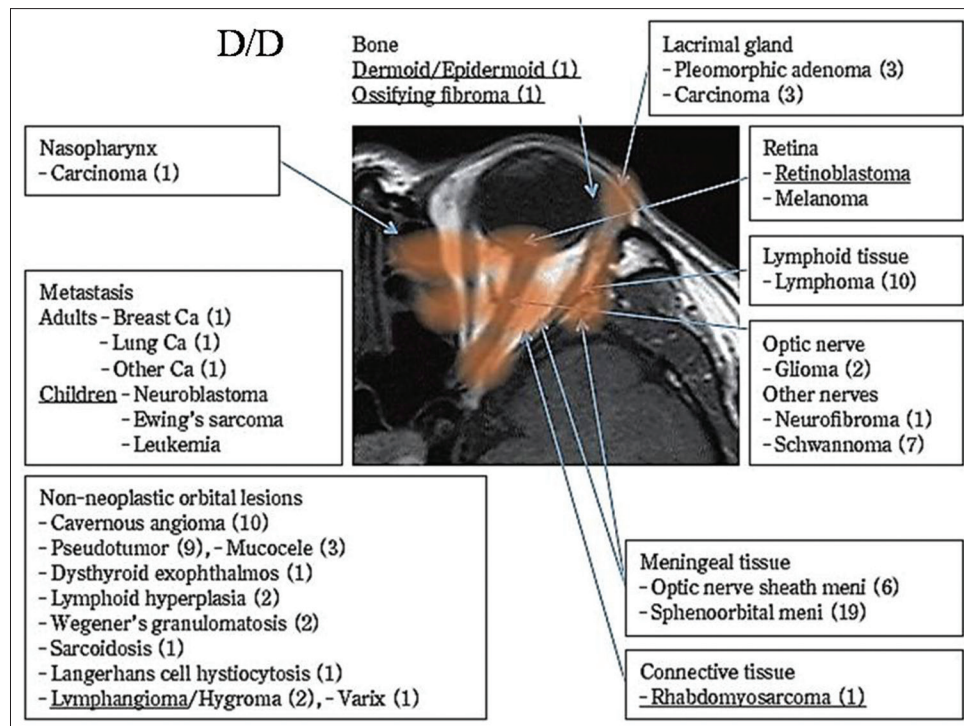 D/D
Bone
Dermoid/Epidermoid (1)
Ossifying fibroma (1)
Lacrimal gland
- Pleomorphic adenoma (3)
- Carcinoma (3)
Nasopharynx
- Carcinoma (1)
Retina
- Retinoblastoma
- Melanoma
Lymphoid tissue
- Lymphoma (10)
Metastasis
Adults - Breast Ca (1)
Lung Ca (1)
Other Ca (1)
Children - Neuroblastoma
- Ewing's sarcoma
- Leukemia
Optic nerve
- Glioma (2)
Other nerves
- Neurofibroma (1)
- Schwannoma (7)
Non-neoplastic orbital lesions
- Cavernous angioma (10)
- Pseudotumor (9), - Mucocele (3)
- Dysthyroid exophthalmos (1)
- Lymphoid hyperplasia (2)
- Wegener's granulomatosis (2)
- Sarcoidosis (1)
- Langerhans cell hystiocytosis (1)
- Lymphangioma/Hygroma (2), - Varix (1)
Meningeal tissue
- Optic nerve sheath meni (6)
- Sphenoorbital meni (19)
Connective tissue
- Rhabdomyosarcoma (1)